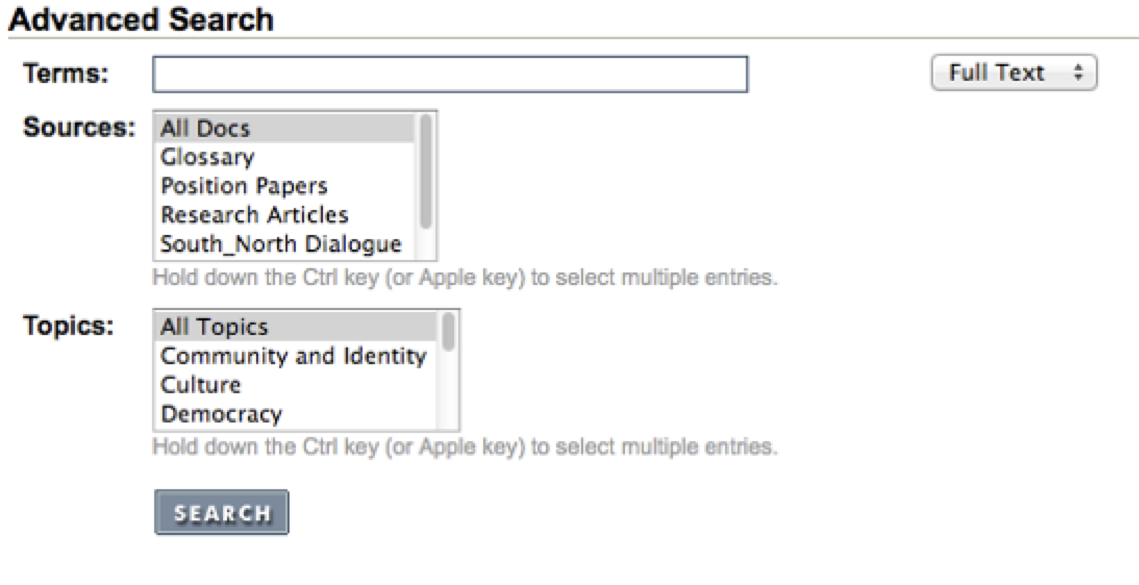 Advanced Search
Terms: Full Text
Sources: All Docs
Glossary
Position Papers
Research Articles
South_North Dialogue
Hold down the Ctrl key (or Apple key) to select multiple entries.
Topics: All Topics
Community and Identity
Culture
Democracy
Hold down the Ctrl key (or Apple key) to select multiple entries.
SEARCH